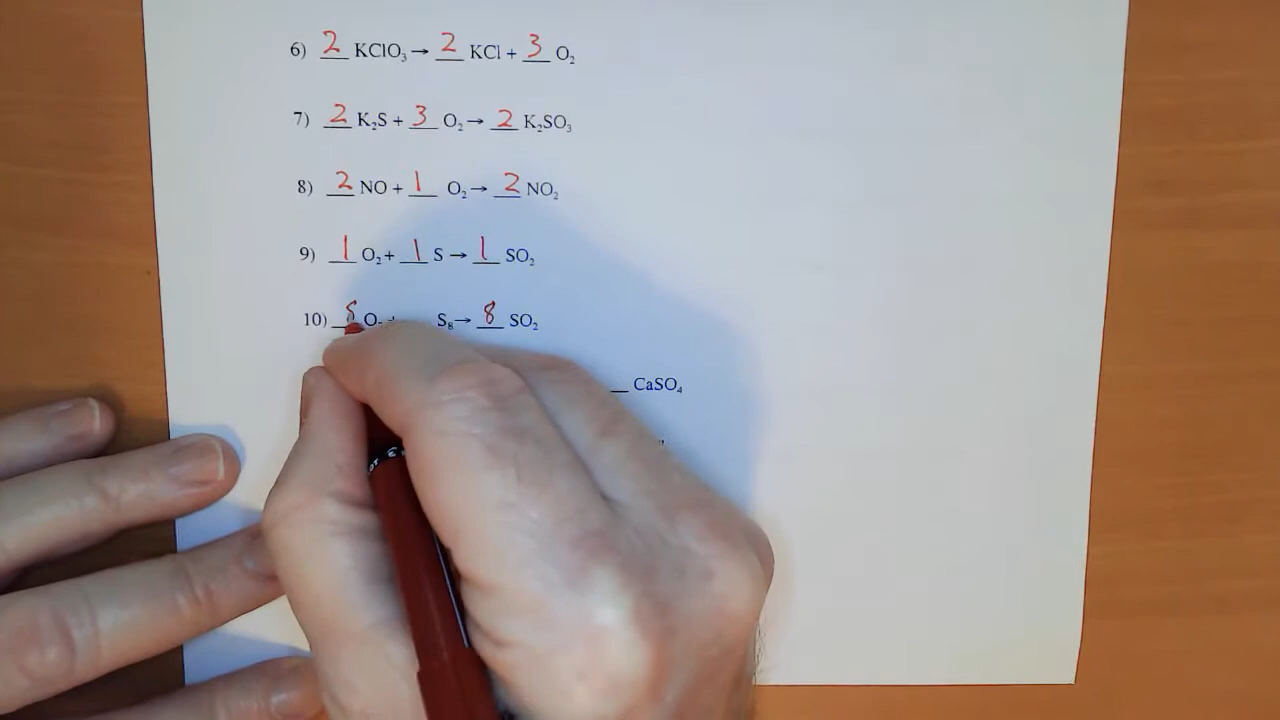 6) 2 KClO₃ → 2 KCl + 3 O₂
7) 2 K₂S + 3 O₂ → 2 K₂SO₃
8) 2 NO + 1 O₂ → 2 NO₂
9) 1 O₂ + 1 S → 1 SO₂
10) 8 O S₈ → 8 SO₂
CaSO₄